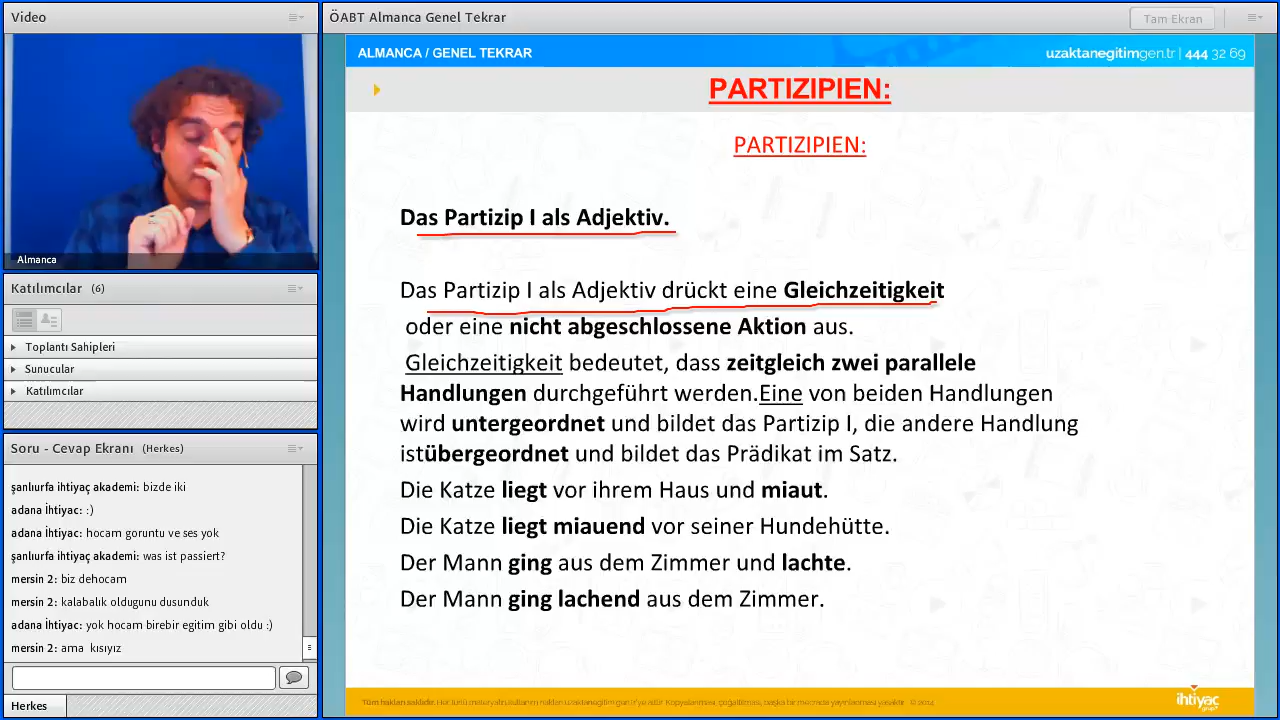 Video
Almanca
Katılımcılar (6)
Toplantı Sahipleri
Sunucular
Katılımcılar
Soru - Cevap Ekranı (Herkes)
şanlıurfa ihtiyaç akademi: bizde iki
adana İhtiyaç: :)
adana İhtiyaç: hocam goruntu ve ses yok
şanlıurfa ihtiyaç akademi: was ist passiert?
mersin 2: biz dehocam
mersin 2: kalabalık oldugunu dusunduk
adana İhtiyaç: yok hocam birebir egitim gibi oldu :)
mersin 2: ama kısıyız
Herkes
ÖABT Almanca Genel Tekrar
Tam Ekran
ALMANCA / GENEL TEKRAR
uzaktanegitimgen.tr | 444 32 69
PARTIZIPIEN:
PARTIZIPIEN:
Das Partizip I als Adjektiv.
Das Partizip I als Adjektiv drückt eine Gleichzeitigkeit
oder eine nicht abgeschlossene Aktion aus.
Gleichzeitigkeit bedeutet, dass zeitgleich zwei parallele
Handlungen durchgeführt werden.Eine von beiden Handlungen
wird untergeordnet und bildet das Partizip I, die andere Handlung
istübergeordnet und bildet das Prädikat im Satz.
Die Katze liegt vor ihrem Haus und miaut.
Die Katze liegt miauend vor seiner Hundehütte.
Der Mann ging aus dem Zimmer und lachte.
Der Mann ging lachend aus dem Zimmer.
Tüm hakları saklıdır.
© 2014
ihtiyaç